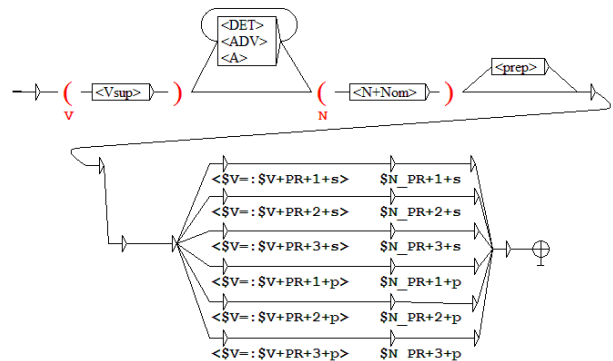 <DET>
<ADV>
<A>
( <Vsup> )
V
( <N+Nom> )
N
<prep>
<$V=:$V+PR+1+s> $N_PR+1+s
<$V=:$V+PR+2+s> $N_PR+2+s
<$V=:$V+PR+3+s> $N_PR+3+s
<$V=:$V+PR+1+p> $N_PR+1+p
<$V=:$V+PR+2+p> $N_PR+2+p
<$V=:$V+PR+3+p> $N_PR+3+p